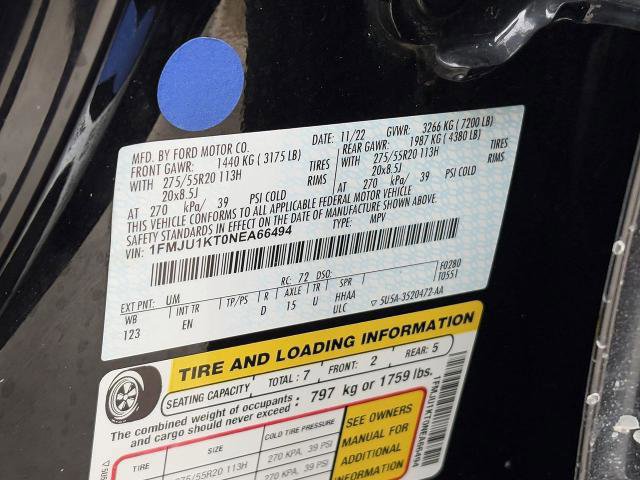 MFD. BY FORD MOTOR CO. DATE: 11/22 GVWR: 3266 KG ( 7200 LB)
FRONT GAWR: 1440 KG ( 3175 LB) REAR GAWR: 1987 KG ( 4380 LB)
WITH 275/55R20 113H TIRES WITH 275/55R20 113H TIRES
20x8.5J RIMS 20x8.5J RIMS
AT 270 kPa/ 39 PSI COLD AT 270 kPa/ 39 PSI COLD
THIS VEHICLE CONFORMS TO ALL APPLICABLE FEDERAL MOTOR VEHICLE
SAFETY STANDARDS IN EFFECT ON THE DATE OF MANUFACTURE SHOWN ABOVE.
VIN: 1FMJU1KT0NEA66494 TYPE: MPV
F0280
T0551
EXT PNT: UM RC: 72 DSO:
WB INT TR TP/PS R AXLE TR SPR
123 EN D 15 U HHAA
ULC ▽ 5U5A-3520472-AA
TIRE AND LOADING INFORMATION
SEATING CAPACITY TOTAL: 7 FRONT: 2 REAR: 5
The combined weight of occupants and cargo should never exceed : 797 kg or 1759 lbs.
TIRE SIZE COLD TIRE PRESSURE
275/55R20 113H 270 KPA, 39 PSI
270 KPA, 39 PSI
SEE OWNERS
MANUAL FOR
ADDITIONAL
INFORMATION
1FMJU1KT0NEA66494
▽ 5U5